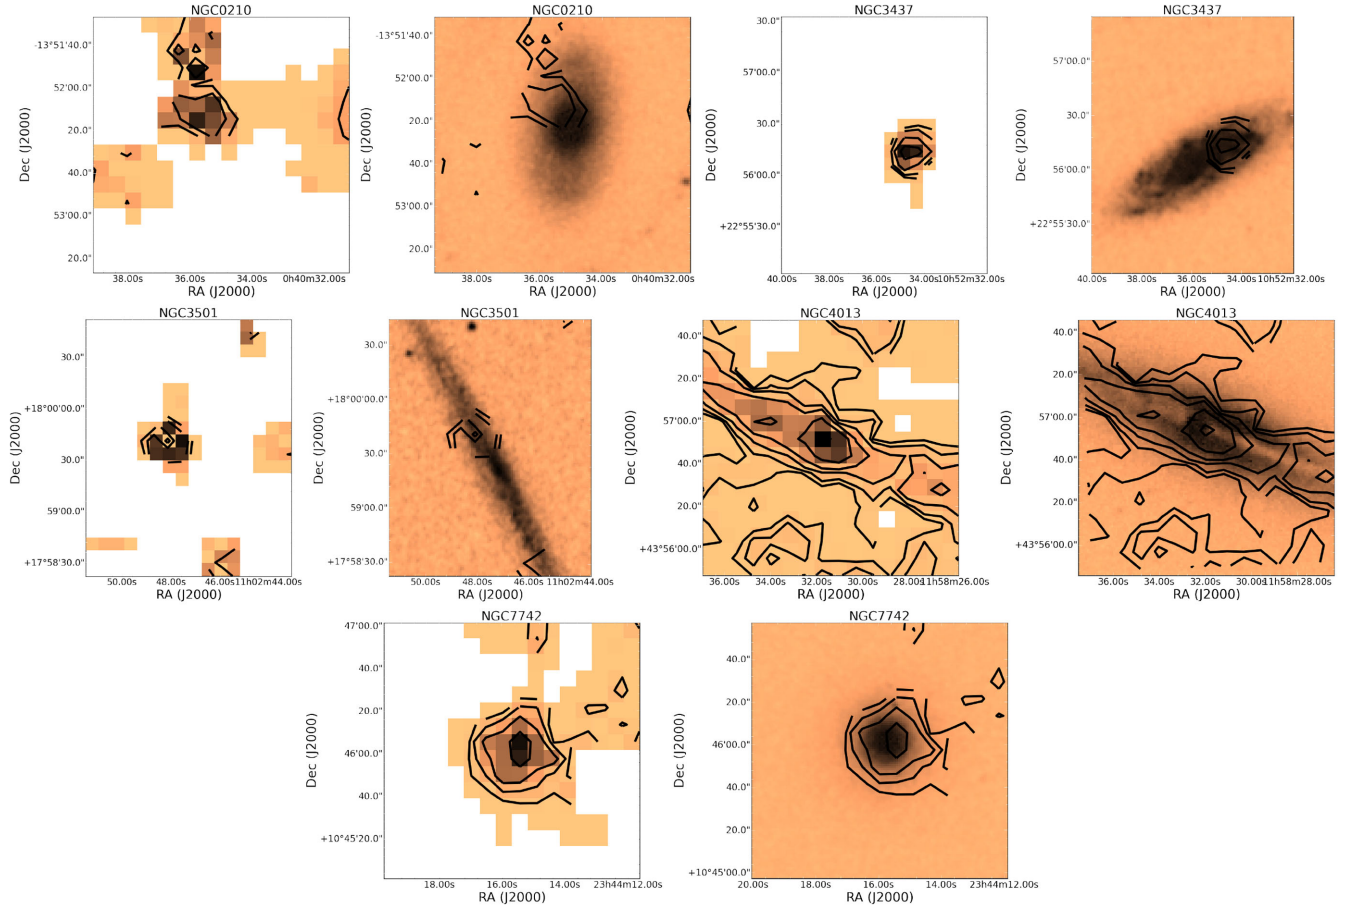 NGC0210
-13°51'40.0"
52'00.0"
20.0"
40.0"
53'00.0"
20.0"
Dec (J2000)
38.00s 36.00s 34.00s 0h40m32.00s
RA (J2000)
NGC0210
-13°51'40.0"
52'00.0"
20.0"
40.0"
53'00.0"
20.0"
Dec (J2000)
38.00s 36.00s 34.00s 0h40m32.00s
RA (J2000)
NGC3437
30.0"
57'00.0"
30.0"
56'00.0"
+22°55'30.0"
Dec (J2000)
40.00s 38.00s 36.00s 34.00s10h52m32.00s
RA (J2000)
NGC3437
57'00.0"
30.0"
56'00.0"
+22°55'30.0"
Dec (J2000)
40.00s 38.00s 36.00s 34.00s10h52m32.00s
RA (J2000)
NGC3501
30.0"
+18°00'00.0"
30.0"
59'00.0"
+17°58'30.0"
Dec (J2000)
50.00s 48.00s 46.00s11h02m44.00s
RA (J2000)
NGC3501
30.0"
+18°00'00.0"
30.0"
59'00.0"
+17°58'30.0"
Dec (J2000)
50.00s 48.00s 46.00s11h02m44.00s
RA (J2000)
NGC4013
40.0"
20.0"
57'00.0"
40.0"
20.0"
+43°56'00.0"
Dec (J2000)
36.00s 34.00s 32.00s 30.00s 28.00s11h58m26.00s
RA (J2000)
NGC4013
40.0"
20.0"
57'00.0"
40.0"
20.0"
+43°56'00.0"
Dec (J2000)
36.00s 34.00s 32.00s 30.00s11h58m28.00s
RA (J2000)
NGC7742
47'00.0"
40.0"
20.0"
46'00.0"
40.0"
+10°45'20.0"
Dec (J2000)
18.00s 16.00s 14.00s 23h44m12.00s
RA (J2000)
NGC7742
40.0"
20.0"
46'00.0"
40.0"
20.0"
+10°45'00.0"
Dec (J2000)
20.00s 18.00s 16.00s 14.00s 23h44m12.00s
RA (J2000)